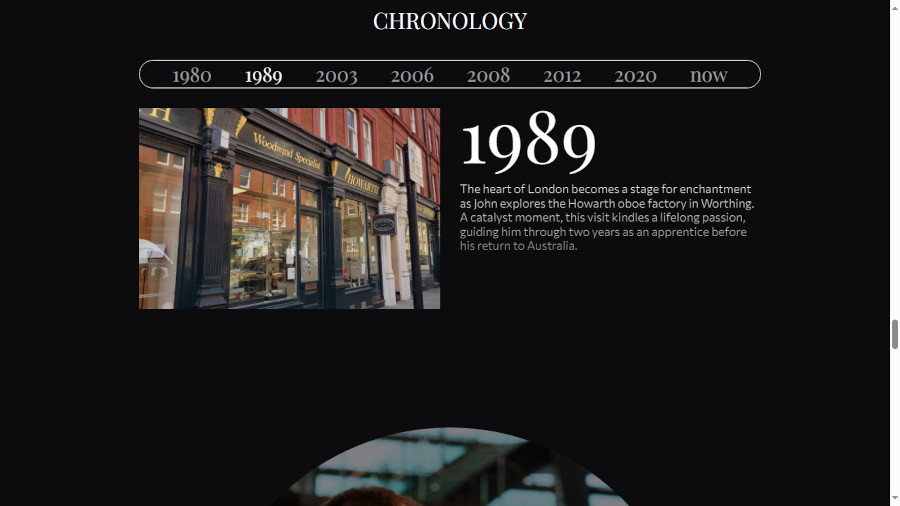 CHRONOLOGY
1980 1989 2003 2006 2008 2012 2020 now
H
Woodwind Specialist
HOWARTH
1989
The heart of London becomes a stage for enchantment
as John explores the Howarth oboe factory in Worthing.
A catalyst moment, this visit kindles a lifelong passion,
guiding him through two years as an apprentice before
his return to Australia.